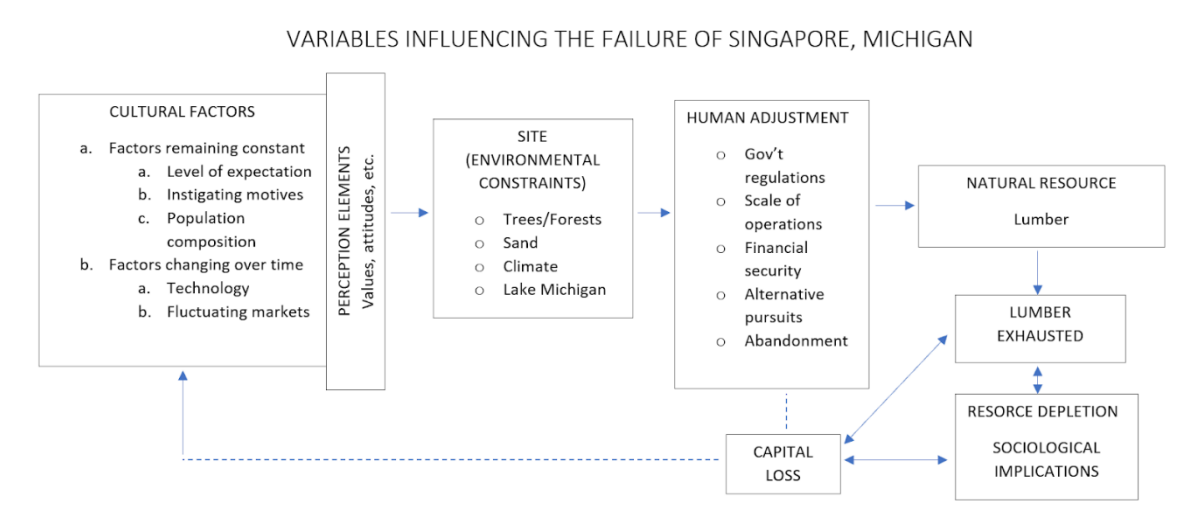 VARIABLES INFLUENCING THE FAILURE OF SINGAPORE, MICHIGAN
CULTURAL FACTORS
a. Factors remaining constant
a. Level of expectation
b. Instigating motives
c. Population
composition
b. Factors changing over time
a. Technology
b. Fluctuating markets
PERCEPTION ELEMENTS
Values, attitudes, etc.
SITE
(ENVIRONMENTAL
CONSTRAINTS)
o Trees/Forests
o Sand
o Climate
o Lake Michigan
HUMAN ADJUSTMENT
o Gov't
regulations
o Scale of
operations
o Financial
security
o Alternative
pursuits
o Abandonment
NATURAL RESOURCE
Lumber
LUMBER
EXHAUSTED
RESORCE DEPLETION
SOCIOLOGICAL
IMPLICATIONS
CAPITAL
LOSS